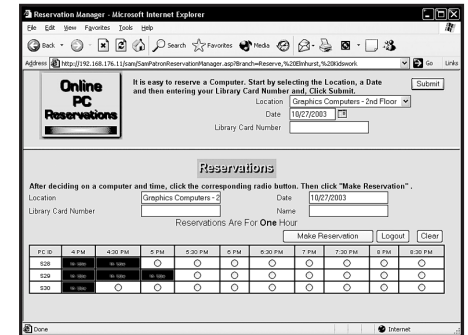 Reservation Manager - Microsoft Internet Explorer
File Edit View Favorites Tools Help
Back Search Favorites Media
Address http://192.168.176.11/sam/SamPatronReservationManager.asp?Branch=Reserve,%20Elmhurst,%20Kidswork Go Links
Online
PC
Reservations
It is easy to reserve a Computer. Start by selecting the Location, a Date
and then entering your Library Card Number and, Click Submit.
Submit
Location Graphics Computers - 2nd Floor
Date 10/27/2003
Library Card Number
Reservations
After deciding on a computer and time, click the corresponding radio button. Then click "Make Reservation" .
Location Graphics Computers - 2 Date 10/27/2003
Library Card Number Name
Reservations Are For One Hour
Make Reservation Logout Clear
PC ID 4 PM 4:30 PM 5 PM 5:30 PM 6 PM 6:30 PM 7 PM 7:30 PM 8 PM 8:30 PM
S28
S29
S30
Done Internet